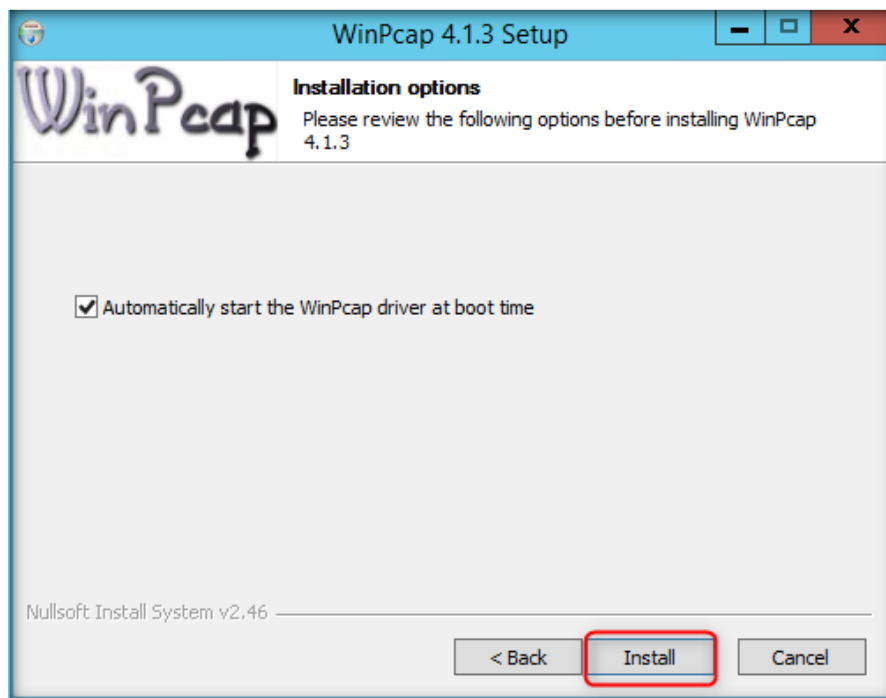 WinPcap 4.1.3 Setup
WinPcap
Installation options
Please review the following options before installing WinPcap
4.1.3
Automatically start the WinPcap driver at boot time
Nullsoft Install System v2.46
< Back
Install
Cancel